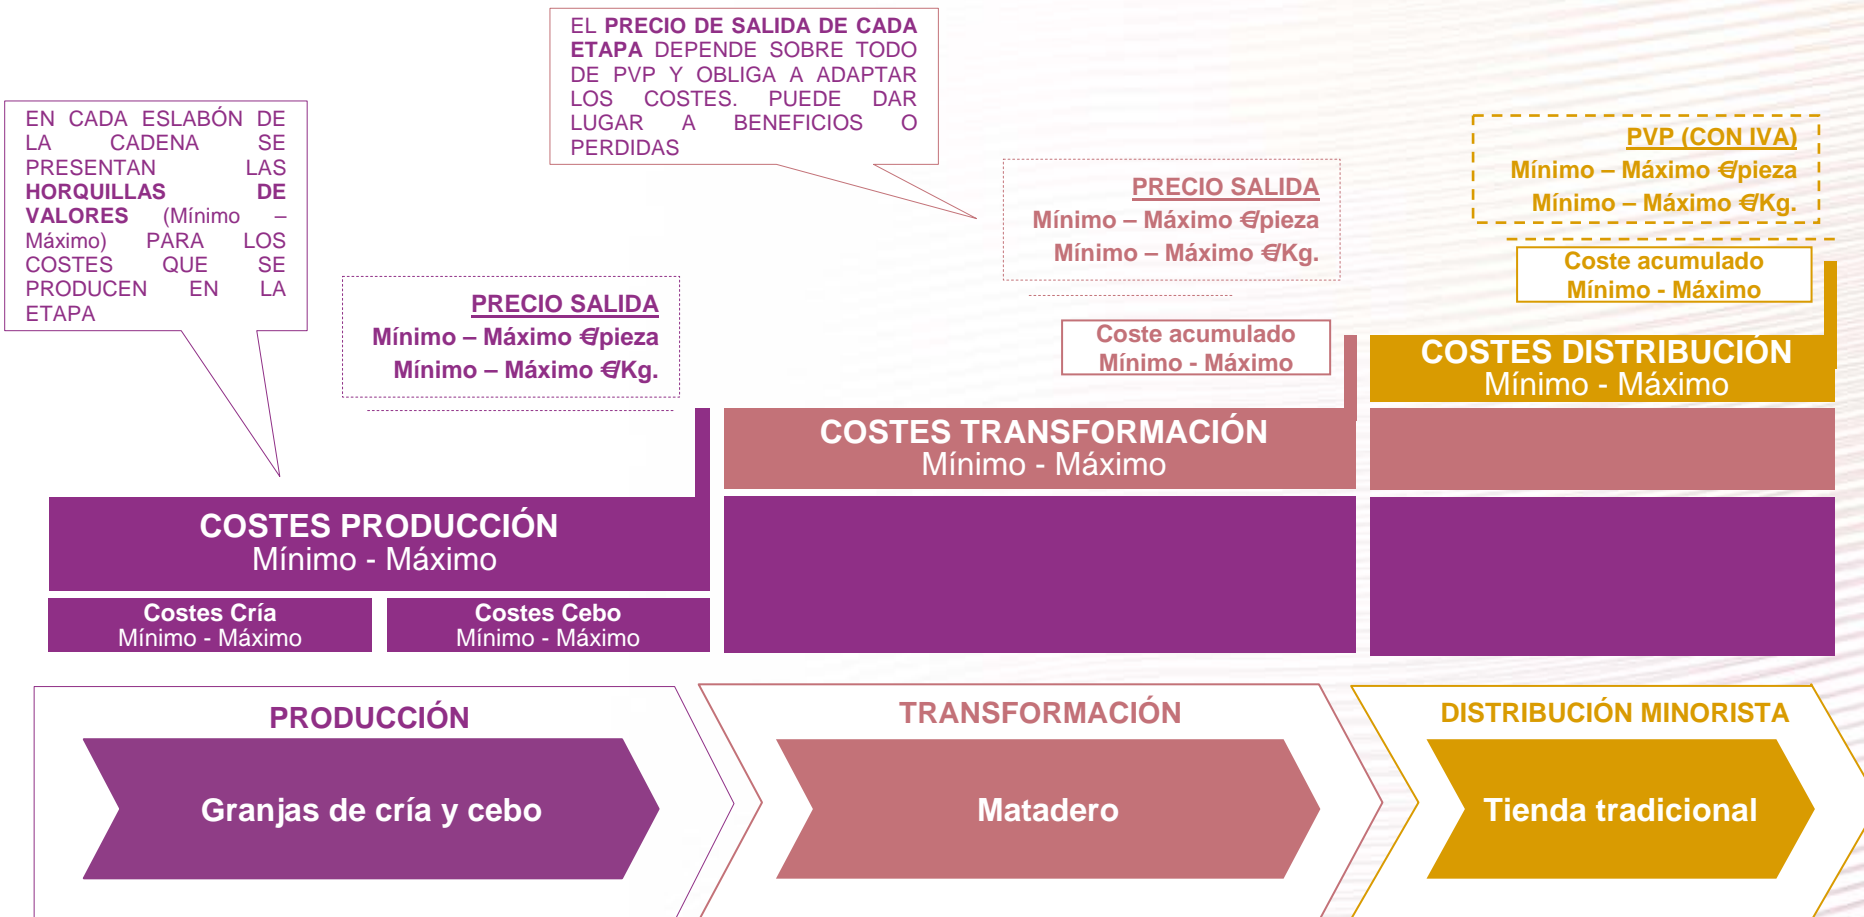 EL PRECIO DE SALIDA DE CADA
ETAPA DEPENDE SOBRE TODO
DE PVP Y OBLIGA A ADAPTAR
LOS COSTES. PUEDE DAR
LUGAR A BENEFICIOS O
PERDIDAS
EN CADA ESLABÓN DE
LA CADENA SE
PRESENTAN LAS
HORQUILLAS DE
VALORES (Mínimo –
Máximo) PARA LOS
COSTES QUE SE
PRODUCEN EN LA
ETAPA
PVP (CON IVA)
Mínimo – Máximo €/pieza
Mínimo – Máximo €/Kg.
PRECIO SALIDA
Mínimo – Máximo €/pieza
Mínimo – Máximo €/Kg.
Coste acumulado
Mínimo - Máximo
PRECIO SALIDA
Mínimo – Máximo €/pieza
Mínimo – Máximo €/Kg.
Coste acumulado
Mínimo - Máximo
COSTES DISTRIBUCIÓN
Mínimo - Máximo
COSTES TRANSFORMACIÓN
Mínimo - Máximo
COSTES PRODUCCIÓN
Mínimo - Máximo
Costes Cría
Mínimo - Máximo
Costes Cebo
Mínimo - Máximo
PRODUCCIÓN
TRANSFORMACIÓN
DISTRIBUCIÓN MINORISTA
Granjas de cría y cebo
Matadero
Tienda tradicional